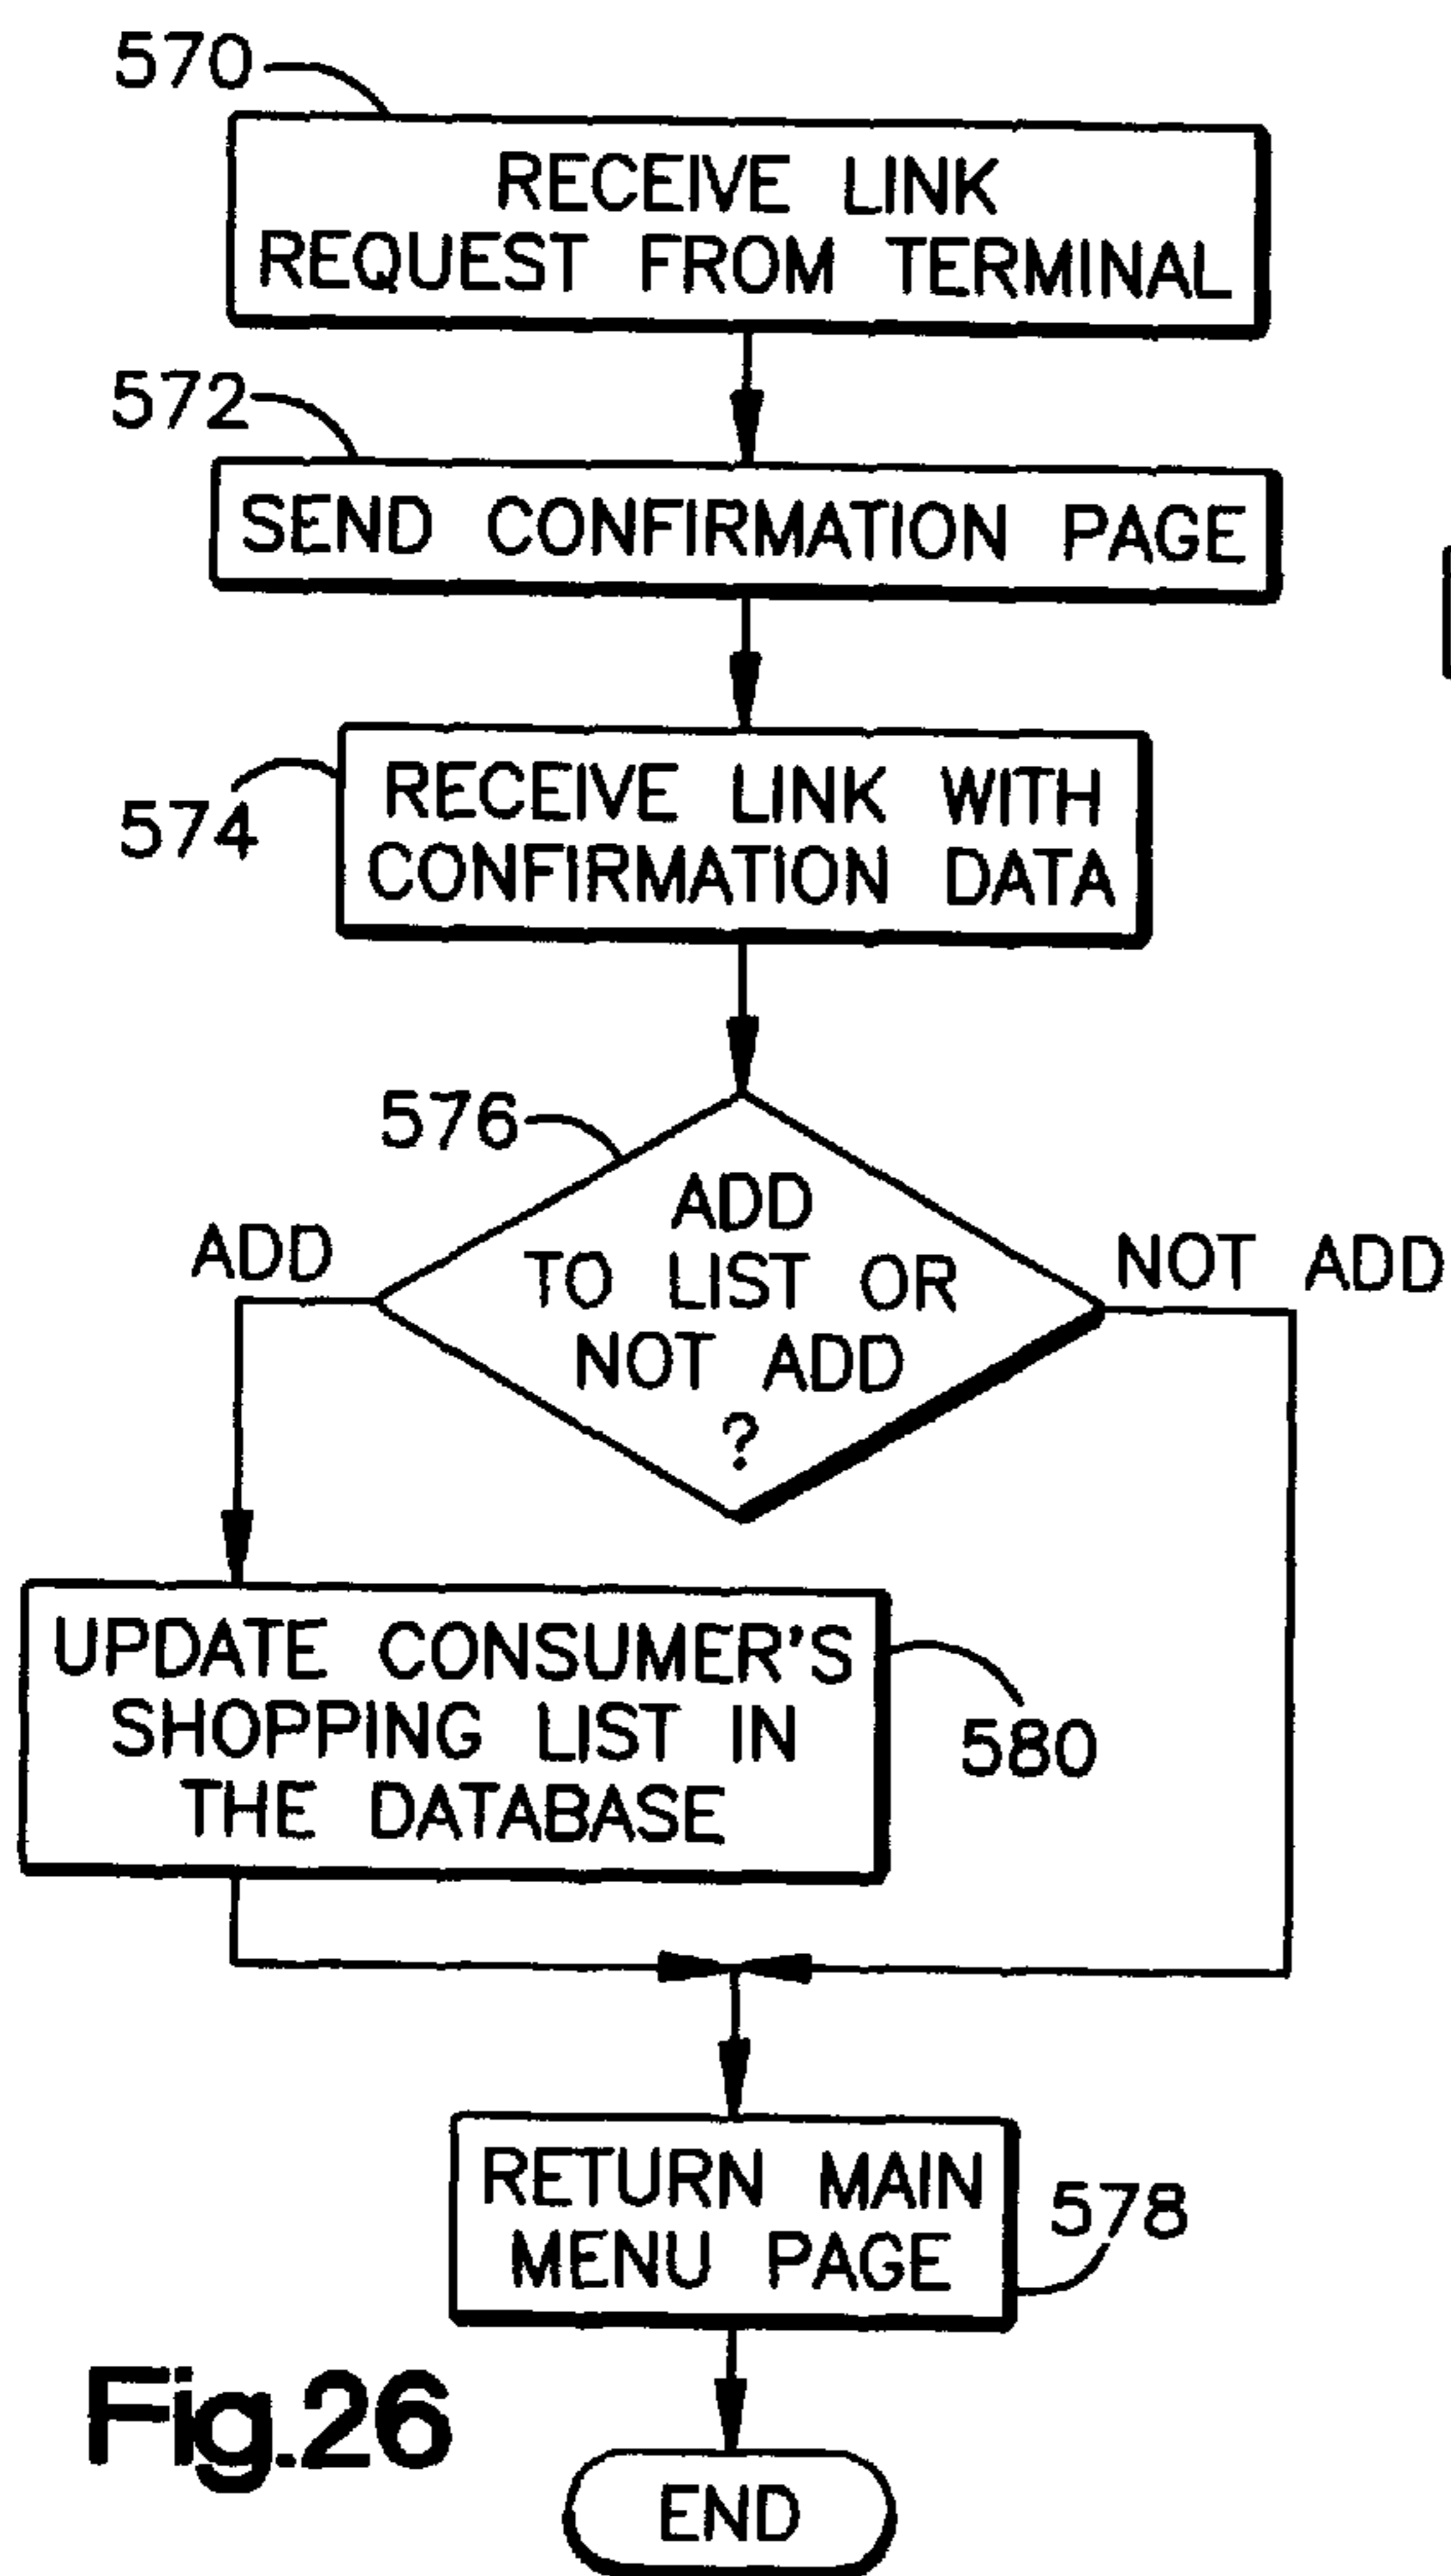 570
RECEIVE LINK
REQUEST FROM TERMINAL
572
SEND CONFIRMATION PAGE
574
RECEIVE LINK WITH
CONFIRMATION DATA
576
ADD
TO LIST OR
NOT ADD
?
ADD
NOT ADD
UPDATE CONSUMER'S
SHOPPING LIST IN
THE DATABASE
580
RETURN MAIN
MENU PAGE
578
Fig.26
END